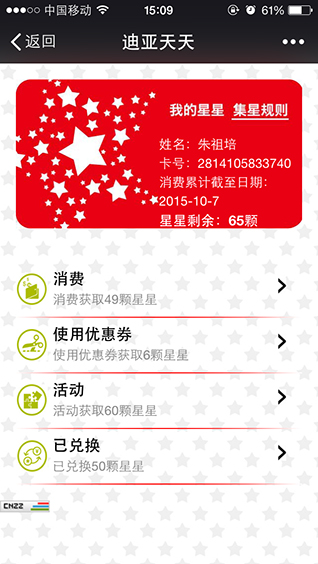 中国移动 15:09 61%
返回 迪亚天天
我的星星 集星规则
姓名：朱祖培
卡号：2814105833740
消费累计截至日期：
2015-10-7
星星剩余：65颗
消费
消费获取49颗星星
使用优惠券
使用优惠券获取6颗星星
活动
活动获取60颗星星
已兑换
已兑换50颗星星
CNZZ